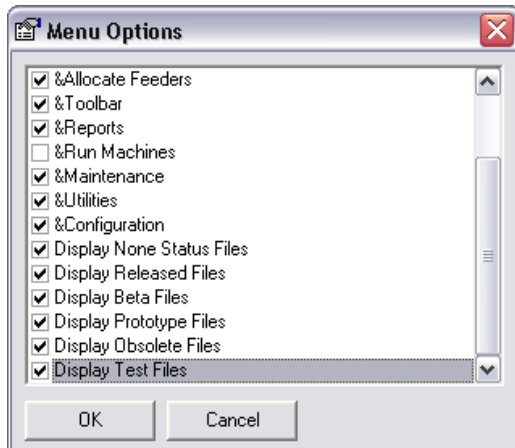 Menu Options
&Allocate Feeders
&Toolbar
&Reports
&Run Machines
&Maintenance
&Utilities
&Configuration
Display None Status Files
Display Released Files
Display Beta Files
Display Prototype Files
Display Obsolete Files
Display Test Files
OK
Cancel